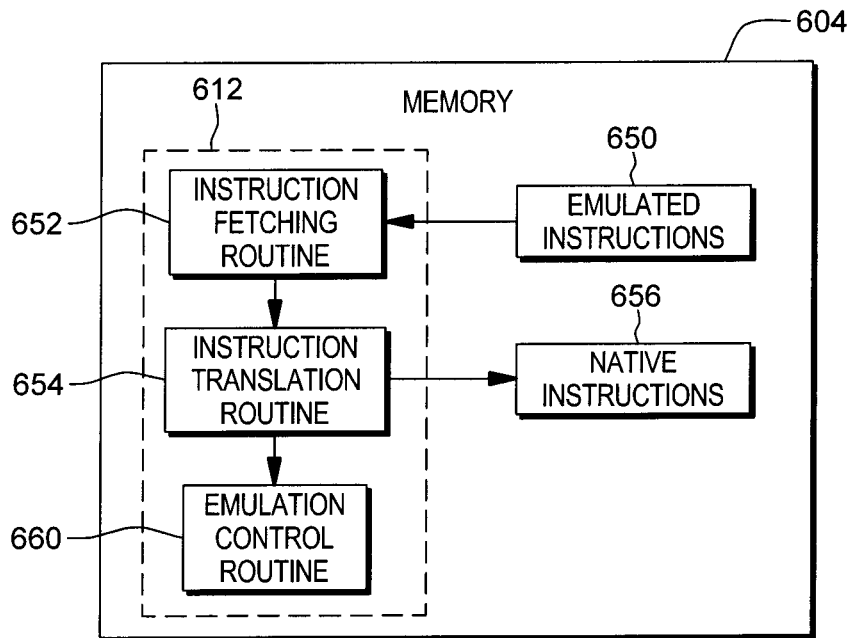 604
612
MEMORY
650
652
INSTRUCTION
FETCHING
ROUTINE
EMULATED
INSTRUCTIONS
656
654
INSTRUCTION
TRANSLATION
ROUTINE
NATIVE
INSTRUCTIONS
660
EMULATION
CONTROL
ROUTINE